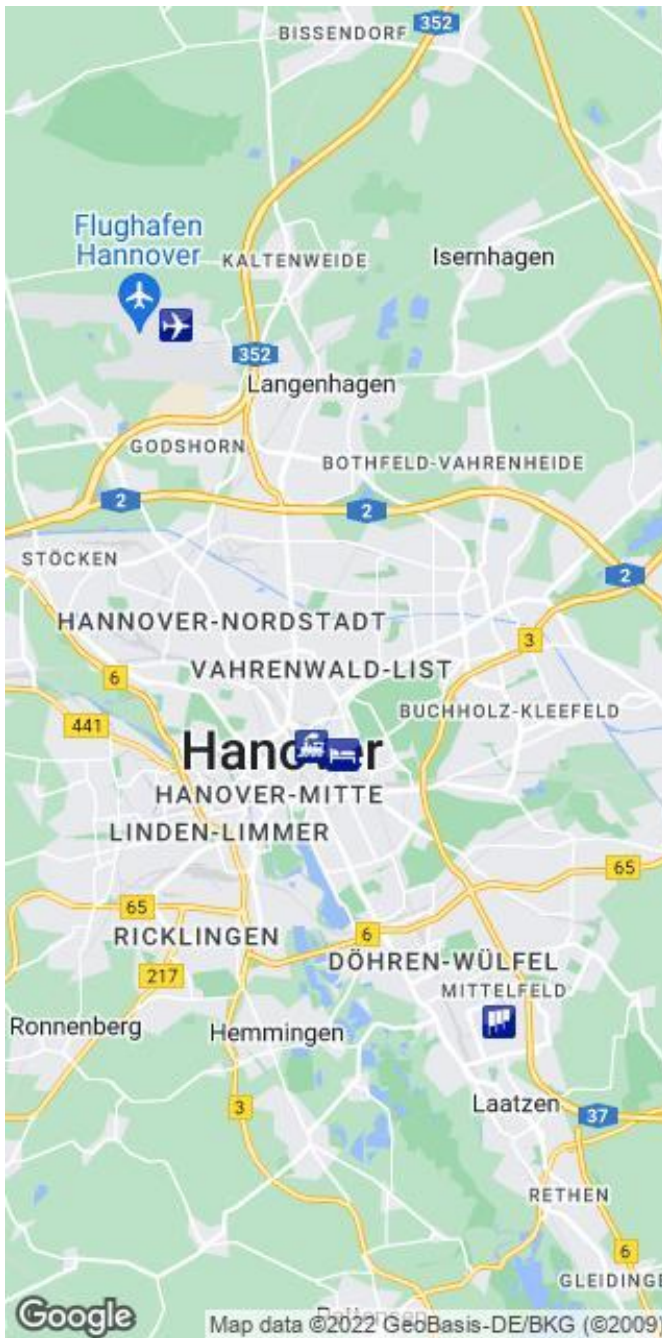 352
BISSENDORF
Flughafen
Hannover
KALTENWEIDE
Isernhagen
352
Langenhagen
GODSHORN
BOTHFELD-VAHRENHEIDE
2
2
STÖCKEN
2
HANNOVER-NORDSTADT
3
VAHRENWALD-LIST
6
BUCHHOLZ-KLEEFELD
441
HANOVER-MITTE
LINDEN-LIMMER
65
65
6
RICKLINGEN
DÖHREN-WÜLFEL
217
MITTELFELD
Ronnenberg
Hemmingen
3
Laatzen
37
RETHEN
6
GLEIDINGE
Google
Map data ©2022 GeoBasis-DE/BKG (©2009)